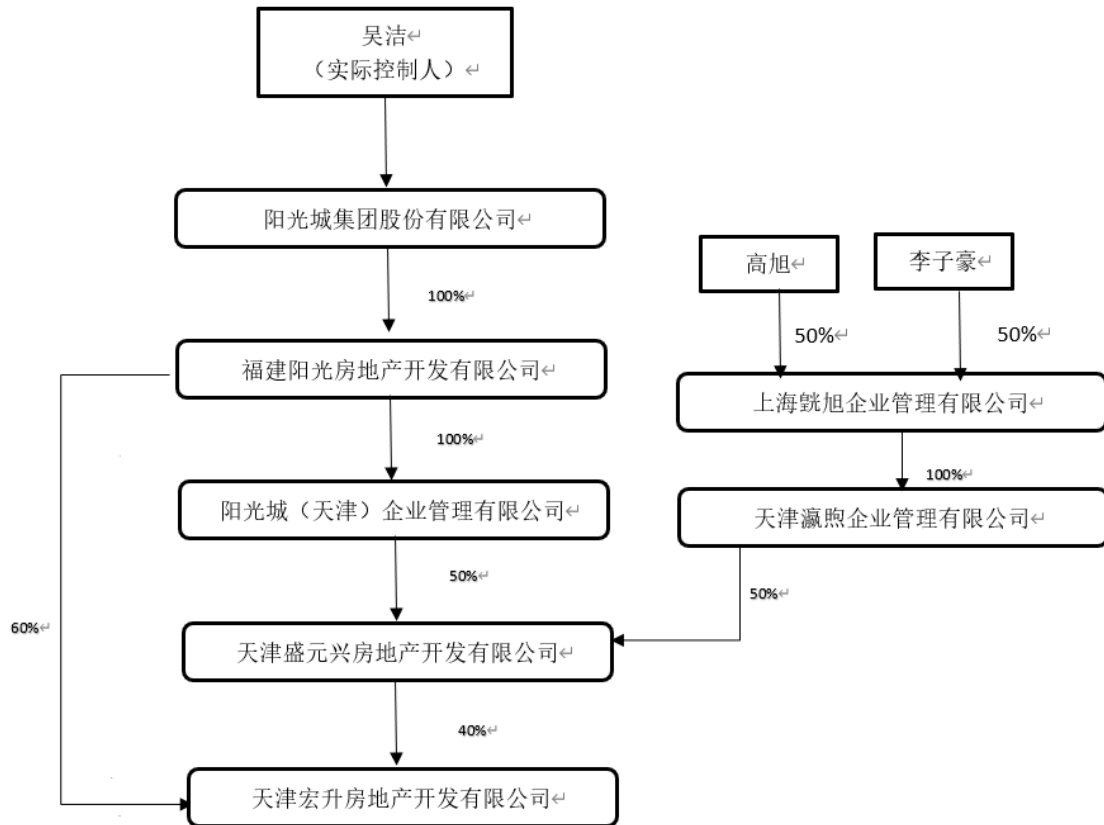 吴洁↵
（实际控制人）↵
阳光城集团股份有限公司↵
高旭↵
李子豪↵
100%↵
50%↵
50%↵
福建阳光房地产开发有限公司↵
上海毓旭企业管理有限公司↵
100%↵
100%↵
阳光城（天津）企业管理有限公司↵
天津瀛煦企业管理有限公司↵
50%↵
50%↵
60%↵
天津盛元兴房地产开发有限公司↵
40%↵
天津宏升房地产开发有限公司↵